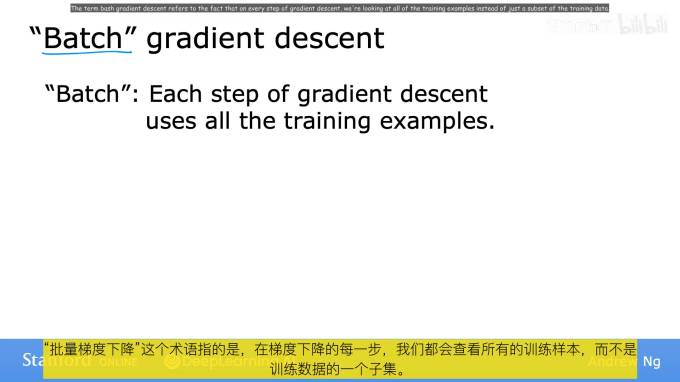 The term bash gradient descent refers to the fact that on every step of gradient descent, we're looking at all of the training examples instead of just a subset of the training data.
“Batch” gradient descent
bilibili
“Batch”: Each step of gradient descent
uses all the training examples.
“批量梯度下降”这个术语指的是，在梯度下降的每一步，我们都会查看所有的训练样本，而不是
训练数据的一个子集。
Stanford ONLINE DeepLearning Andrew Ng